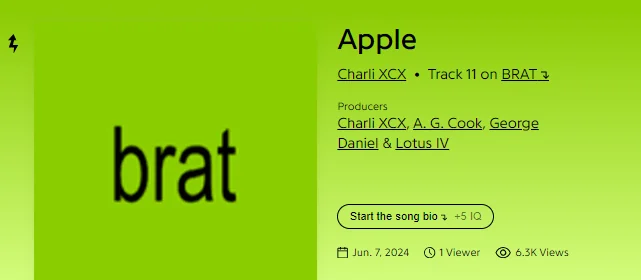 brat
Apple
Charli XCX • Track 11 on BRAT
Producers
Charli XCX, A. G. Cook, George
Daniel & Lotus IV
Start the song bio +5 IQ
Jun. 7, 2024 1 Viewer 6.3K Views